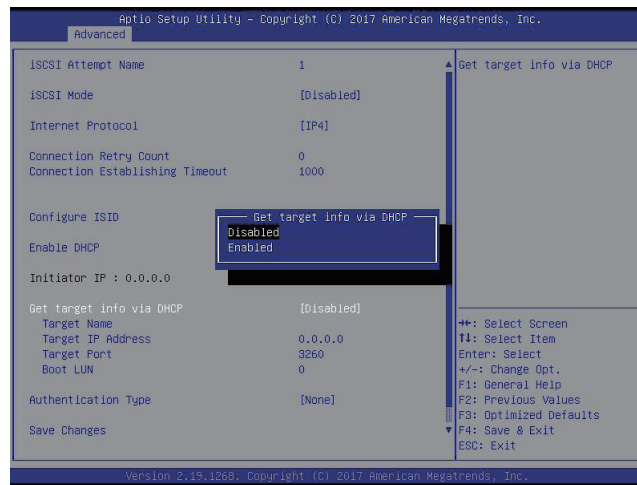 Aptio Setup Utility – Copyright (C) 2017 American Megatrends, Inc.
Advanced
iSCSI Attempt Name 1
iSCSI Mode [Disabled]
Internet Protocol [IP4]
Connection Retry Count 0
Connection Establishing Timeout 1000
Configure ISID
Enable DHCP
Initiator IP : 0.0.0.0
Get target info via DHCP [Disabled]
Target Name
Target IP Address 0.0.0.0
Target Port 3260
Boot LUN 0
Authentication Type [None]
Save Changes
Get target info via DHCP
Disabled
Enabled
Get target info via DHCP
→←: Select Screen
↑↓: Select Item
Enter: Select
+/-: Change Opt.
F1: General Help
F2: Previous Values
F3: Optimized Defaults
F4: Save & Exit
ESC: Exit
Version 2.19.1268. Copyright (C) 2017 American Megatrends, Inc.